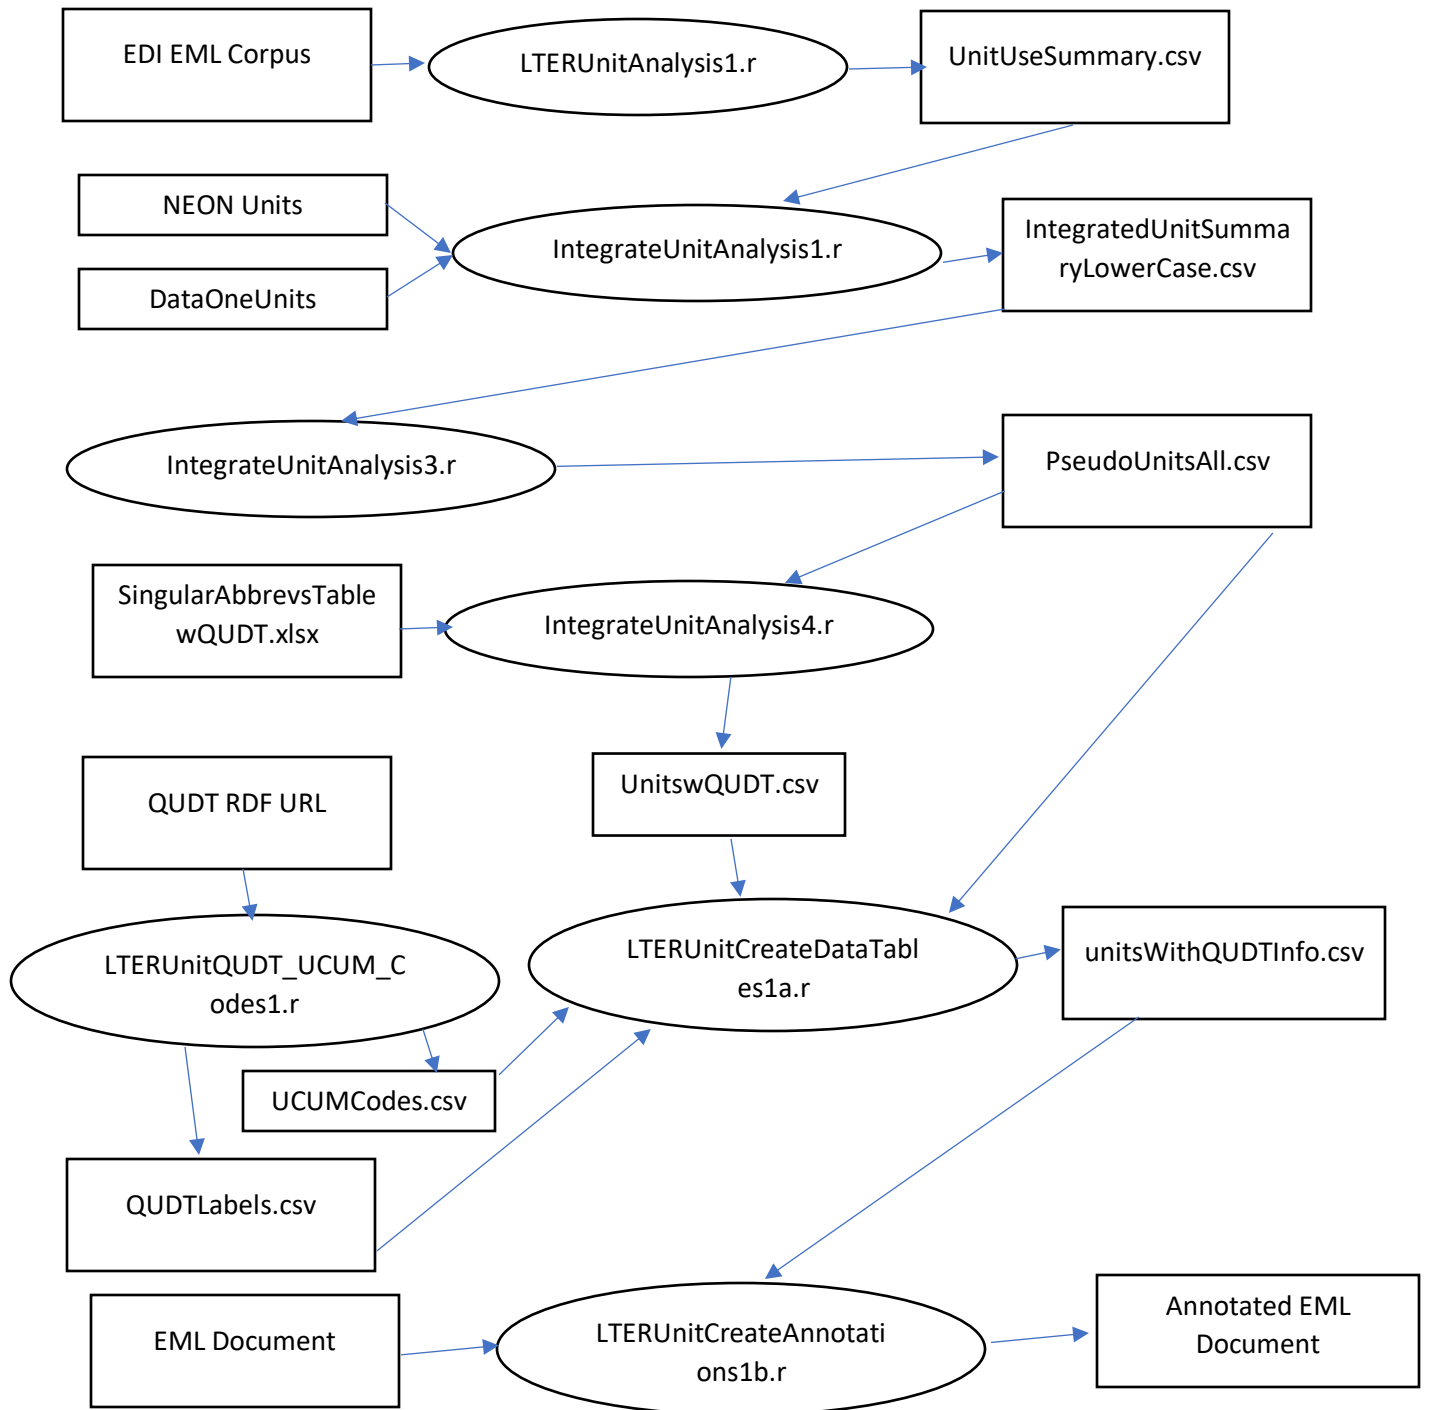 EDI EML Corpus
LTERUnitAnalysis1.r
UnitUseSummary.csv
NEON Units
IntegrateUnitAnalysis1.r
IntegratedUnitSumma
ryLowerCase.csv
DataOneUnits
IntegrateUnitAnalysis3.r
PseudoUnitsAll.csv
SingularAbbrevsTable
wQUDT.xlsx
IntegrateUnitAnalysis4.r
UnitswQUDT.csv
QUDT RDF URL
LTERUnitQUDT_UCUM_C
odes1.r
LTERUnitCreateDataTabl
es1a.r
unitsWithQUDTInfo.csv
UCUMCodes.csv
QUDTLabels.csv
EML Document
LTERUnitCreateAnnotati
ons1b.r
Annotated EML
Document